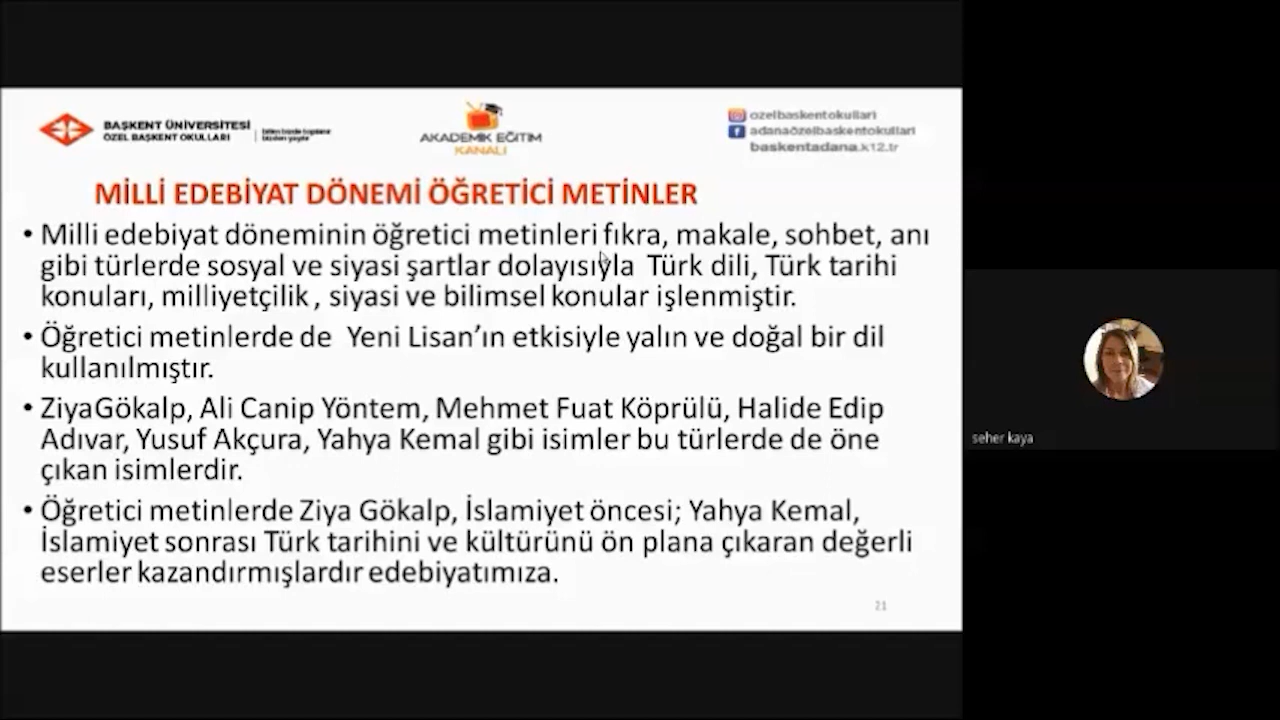 BAŞKENT ÜNİVERSİTESİ
ÖZEL BAŞKENT OKULLARI
AKADEMİK EĞİTİM
KANALI
ozelbaskentokullari
adanaözelbaskentokullari
baskentadana.k12.tr
MİLLİ EDEBİYAT DÖNEMİ ÖĞRETİCİ METİNLER
• Milli edebiyat döneminin öğretici metinleri fıkra, makale, sohbet, anı
gibi türlerde sosyal ve siyasi şartlar dolayısıyla Türk dili, Türk tarihi
konuları, milliyetçilik , siyasi ve bilimsel konular işlenmiştir.
• Öğretici metinlerde de Yeni Lisan’ın etkisiyle yalın ve doğal bir dil
kullanılmıştır.
• ZiyaGökalp, Ali Canip Yöntem, Mehmet Fuat Köprülü, Halide Edip
Adıvar, Yusuf Akçura, Yahya Kemal gibi isimler bu türlerde de öne
çıkan isimlerdir.
• Öğretici metinlerde Ziya Gökalp, İslamiyet öncesi; Yahya Kemal,
İslamiyet sonrası Türk tarihini ve kültürünü ön plana çıkaran değerli
eserler kazandırmışlardır edebiyatımıza.
21
seher kaya